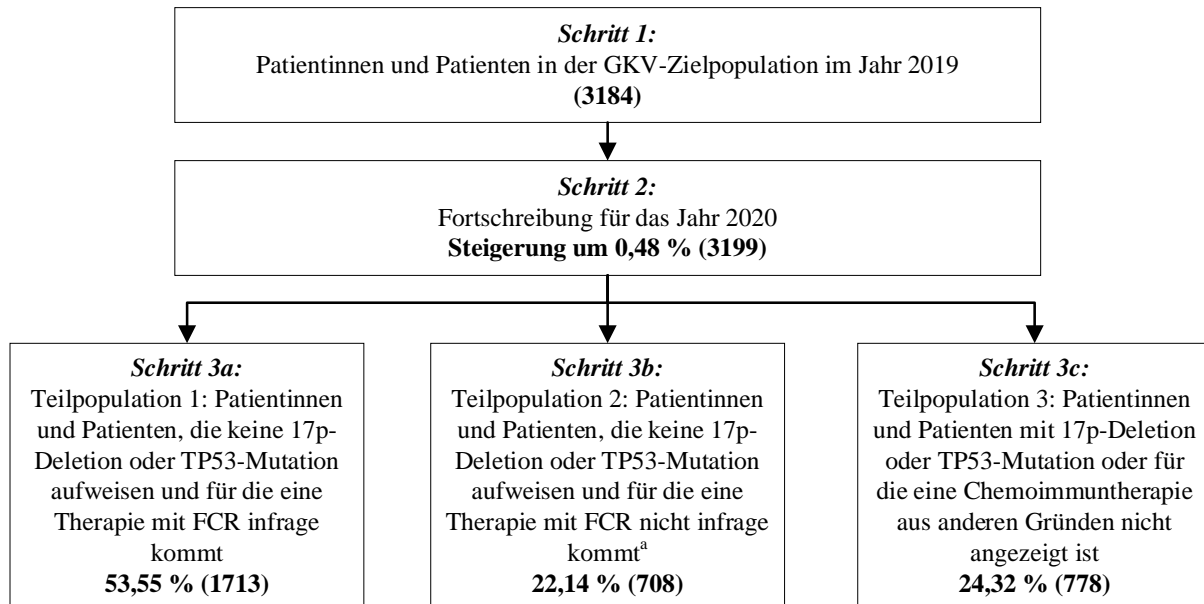 Schritt 1:
Patientinnen und Patienten in der GKV-Zielpopulation im Jahr 2019
(3184)
Schritt 2:
Fortschreibung für das Jahr 2020
Steigerung um 0,48 % (3199)
Schritt 3a:
Teilpopulation 1: Patientinnen
und Patienten, die keine 17p-
Deletion oder TP53-Mutation
aufweisen und für die eine
Therapie mit FCR infrage
kommt
53,55 % (1713)
Schritt 3b:
Teilpopulation 2: Patientinnen
und Patienten, die keine 17p-
Deletion oder TP53-Mutation
aufweisen und für die eine
Therapie mit FCR nicht infrage
kommtᵃ
22,14 % (708)
Schritt 3c:
Teilpopulation 3: Patientinnen
und Patienten mit 17p-Deletion
oder TP53-Mutation oder für
die eine Chemoimmuntherapie
aus anderen Gründen nicht
angezeigt ist
24,32 % (778)